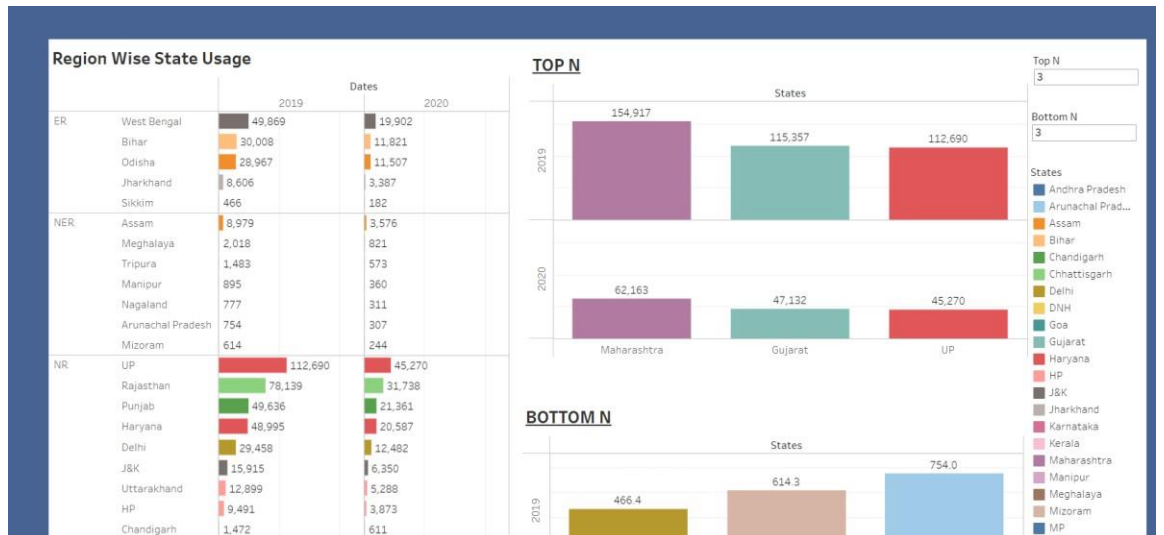 Region Wise State Usage
Dates
2019 2020
ER West Bengal 49,869 19,902
Bihar 30,008 11,821
Odisha 28,967 11,507
Jharkhand 8,606 3,387
Sikkim 466 182
NER Assam 8,979 3,576
Meghalaya 2,018 821
Tripura 1,483 573
Manipur 895 360
Nagaland 777 311
Arunachal Pradesh 754 307
Mizoram 614 244
NR UP 112,690 45,270
Rajasthan 78,139 31,738
Punjab 49,636 21,361
Haryana 48,995 20,587
Delhi 29,458 12,482
J&K 15,915 6,350
Uttarakhand 12,899 5,288
HP 9,491 3,873
Chandigarh 1,472 611
TOP N
States
2019
154,917 115,357 112,690
2020
62,163 47,132 45,270
Maharashtra Gujarat UP
BOTTOM N
States
2019
466.4 614.3 754.0
Top N
3
Bottom N
3
States
Andhra Pradesh
Arunachal Prad...
Assam
Bihar
Chandigarh
Chhattisgarh
Delhi
DNH
Goa
Gujarat
Haryana
HP
J&K
Jharkhand
Karnataka
Kerala
Maharashtra
Manipur
Meghalaya
Mizoram
MP